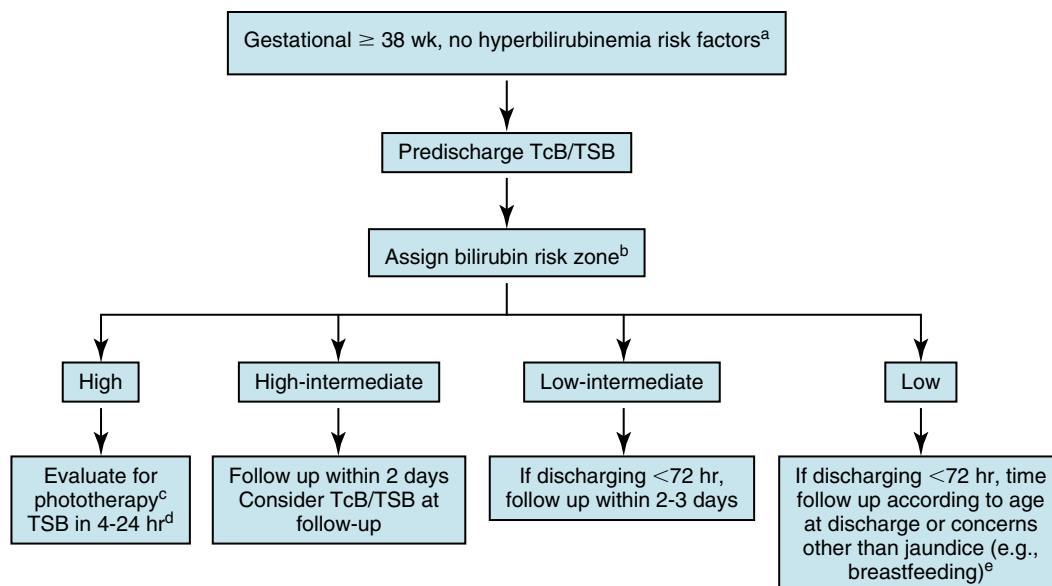 Gestational ≥ 38 wk, no hyperbilirubinemia risk factorsᵃ
Predischarge TcB/TSB
Assign bilirubin risk zoneᵇ
High
High-intermediate
Low-intermediate
Low
Evaluate for
phototherapyᶜ
TSB in 4-24 hrᵈ
Follow up within 2 days
Consider TcB/TSB at
follow-up
If discharging <72 hr,
follow up within 2-3 days
If discharging <72 hr, time
follow up according to age
at discharge or concerns
other than jaundice (e.g.,
breastfeeding)ᵉ